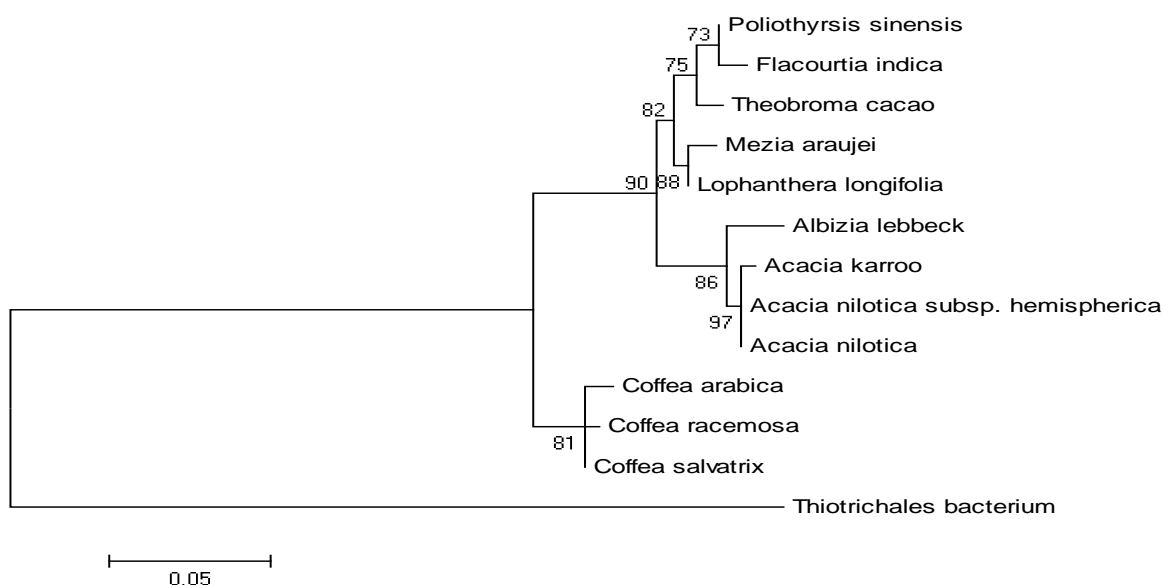 Poliothyrsis sinensis
73
Flacourtia indica
75
Theobroma cacao
82
Mezia araujei
90 88 Lophanthera longifolia
Albizia lebbeck
Acacia karroo
86
Acacia nilotica subsp. hemispherica
97
Acacia nilotica
Coffea arabica
Coffea racemosa
81
Coffea salvatrix
Thiotrichales bacterium
0.05